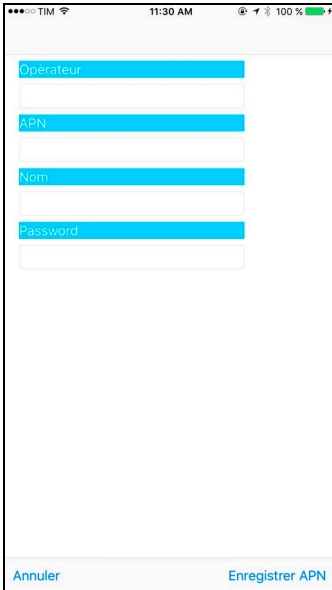 TIM 11:30 AM 100 %
Opérateur
APN
Nom
Password
Annuler Enregistrer APN